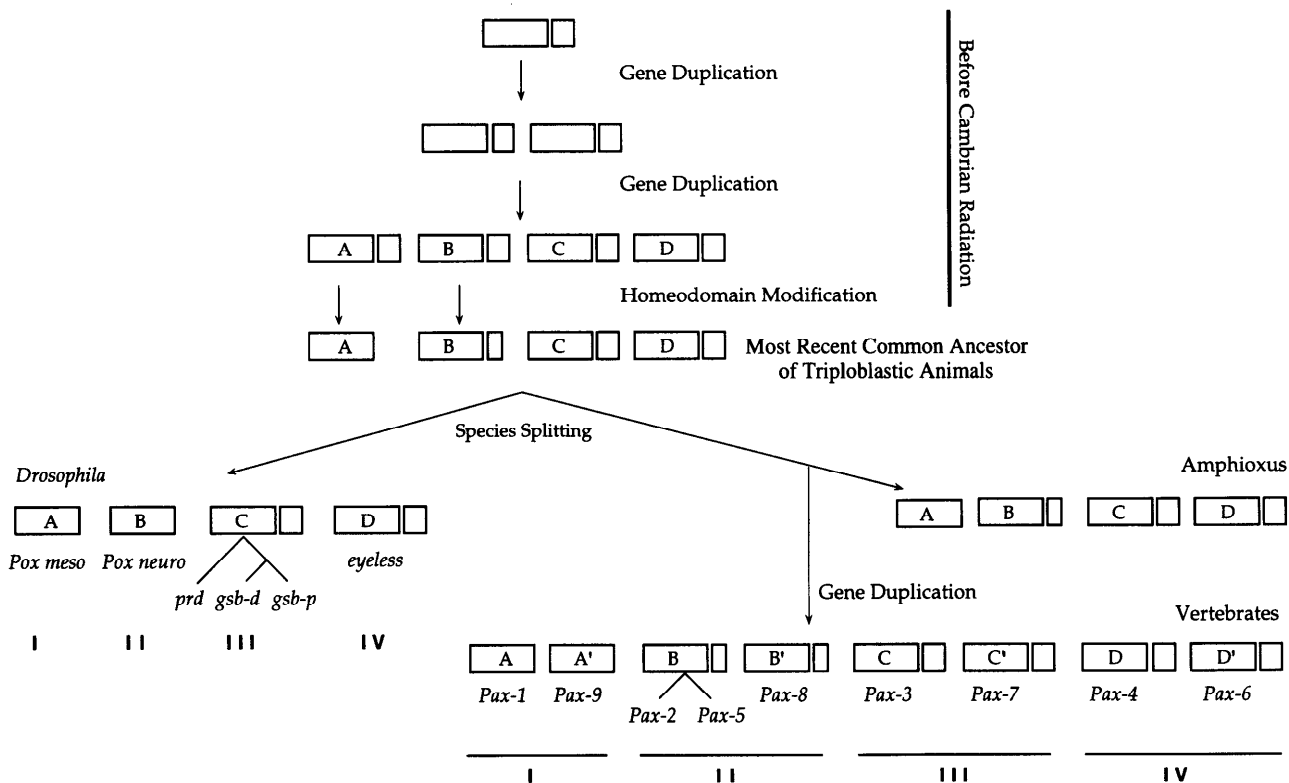 Gene Duplication
Before Cambrian Radiation
Gene Duplication
A B C D
Homeodomain Modification
A B C D
Most Recent Common Ancestor
of Triploblastic Animals
Species Splitting
Drosophila
A B C D
Pox meso Pox neuro eyeless
prd gsb-d gsb-p
I II III IV
Amphioxus
A B C D
Gene Duplication
Vertebrates
A A' B B' C C' D D'
Pax-1 Pax-9 Pax-8 Pax-3 Pax-7 Pax-4 Pax-6
Pax-2 Pax-5
I II III IV